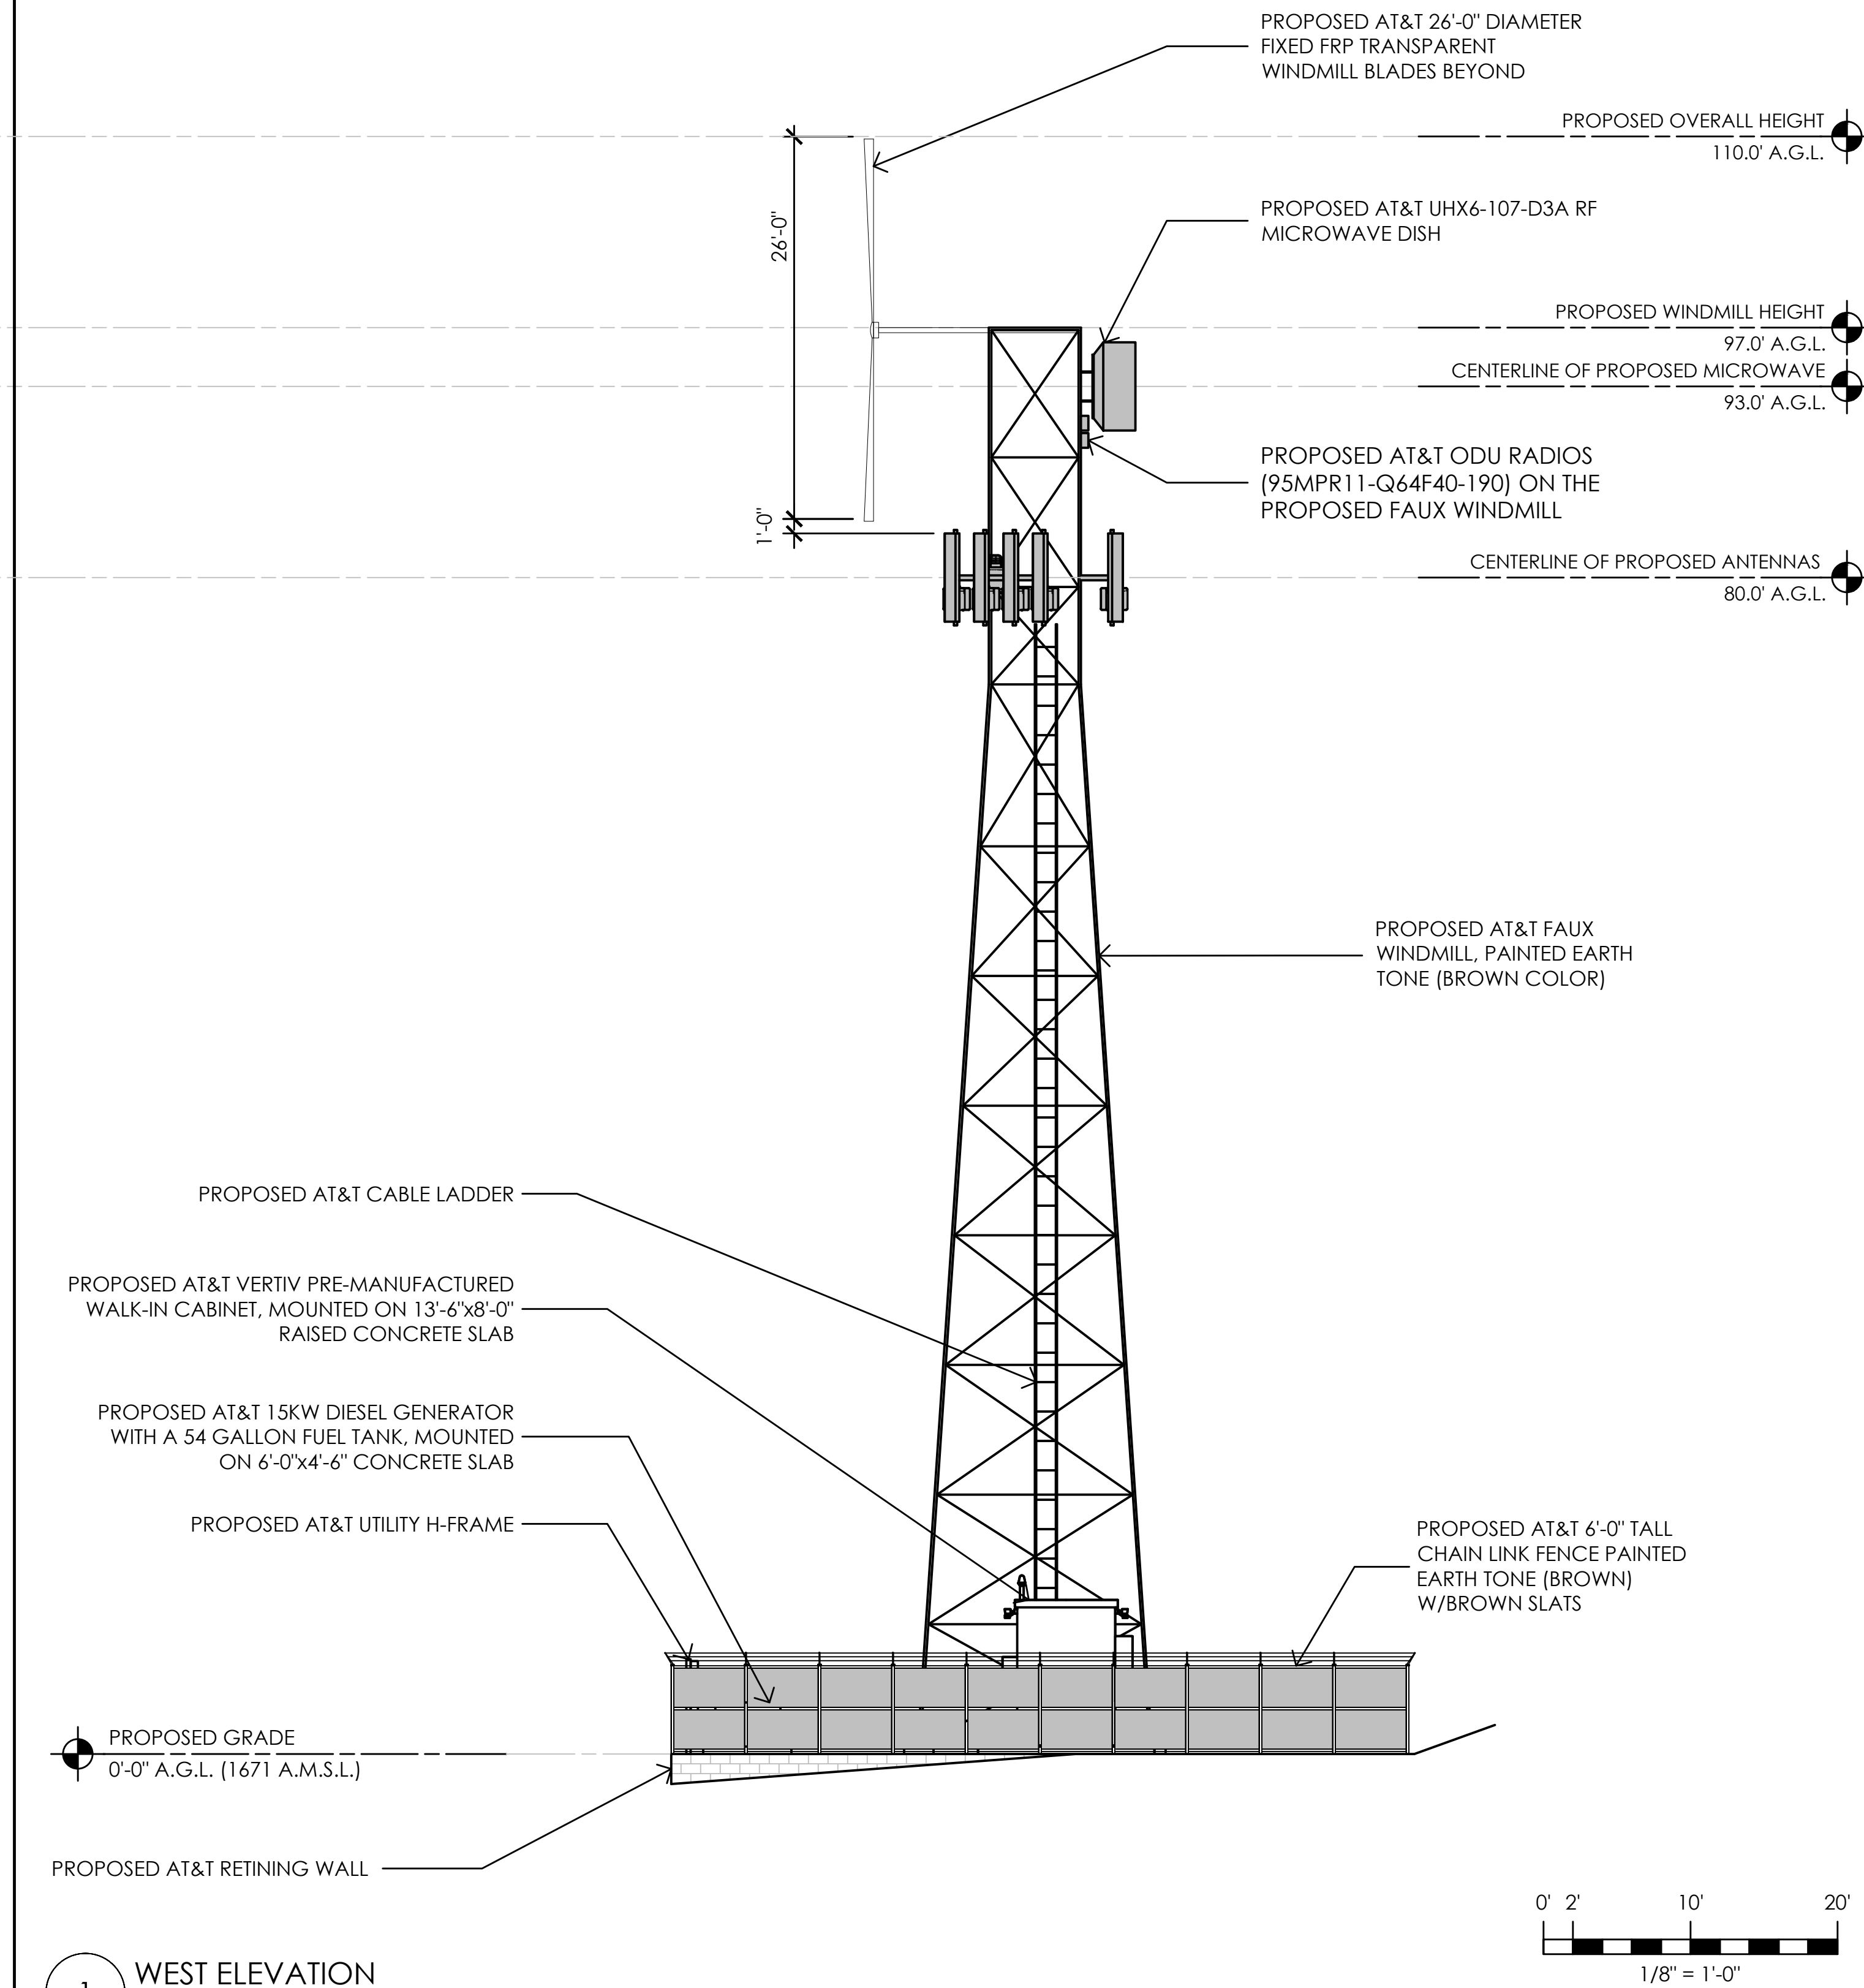 PROPOSED AT&T 26'-0" DIAMETER
FIXED FRP TRANSPARENT
WINDMILL BLADES BEYOND
PROPOSED OVERALL HEIGHT
110.0' A.G.L.
PROPOSED AT&T UHX6-107-D3A RF
MICROWAVE DISH
26'-0"
PROPOSED WINDMILL HEIGHT
97.0' A.G.L.
CENTERLINE OF PROPOSED MICROWAVE
93.0' A.G.L.
PROPOSED AT&T ODU RADIOS
(95MPR11-Q64F40-190) ON THE
PROPOSED FAUX WINDMILL
1'-0"
CENTERLINE OF PROPOSED ANTENNAS
80.0' A.G.L.
PROPOSED AT&T FAUX
WINDMILL, PAINTED EARTH
TONE (BROWN COLOR)
PROPOSED AT&T CABLE LADDER
PROPOSED AT&T VERTIV PRE-MANUFACTURED
WALK-IN CABINET, MOUNTED ON 13'-6"x8'-0"
RAISED CONCRETE SLAB
PROPOSED AT&T 15KW DIESEL GENERATOR
WITH A 54 GALLON FUEL TANK, MOUNTED
ON 6'-0"x4'-6" CONCRETE SLAB
PROPOSED AT&T UTILITY H-FRAME
PROPOSED AT&T 6'-0" TALL
CHAIN LINK FENCE PAINTED
EARTH TONE (BROWN)
W/BROWN SLATS
PROPOSED GRADE
0'-0" A.G.L. (1671 A.M.S.L.)
PROPOSED AT&T RETINING WALL
0' 2' 10' 20'
1/8" = 1'-0"
1 WEST ELEVATION